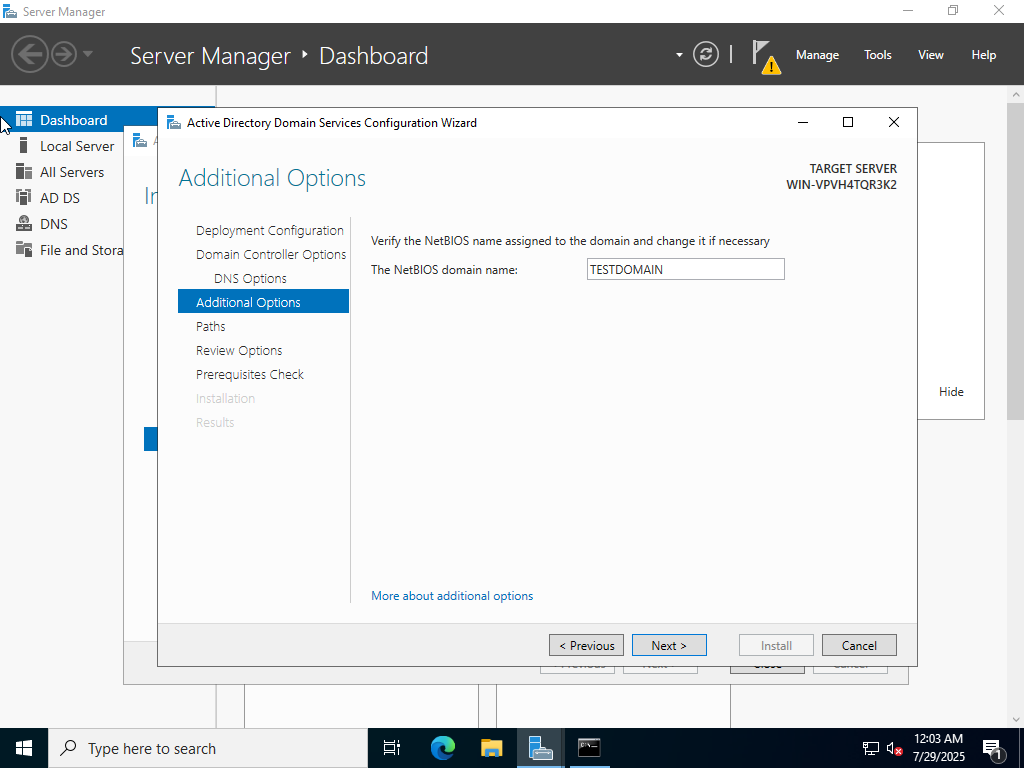 Server Manager
Server Manager ‣ Dashboard
Manage
Tools
View
Help
Dashboard
Local Server
All Servers
AD DS
DNS
File and Stora
Active Directory Domain Services Configuration Wizard
Additional Options
TARGET SERVER
WIN-VPVH4TQR3K2
Deployment Configuration
Domain Controller Options
DNS Options
Additional Options
Paths
Review Options
Prerequisites Check
Installation
Results
Verify the NetBIOS name assigned to the domain and change it if necessary
The NetBIOS domain name: TESTDOMAIN
More about additional options
< Previous
Next >
Install
Cancel
Hide
Type here to search
12:03 AM
7/29/2025
1